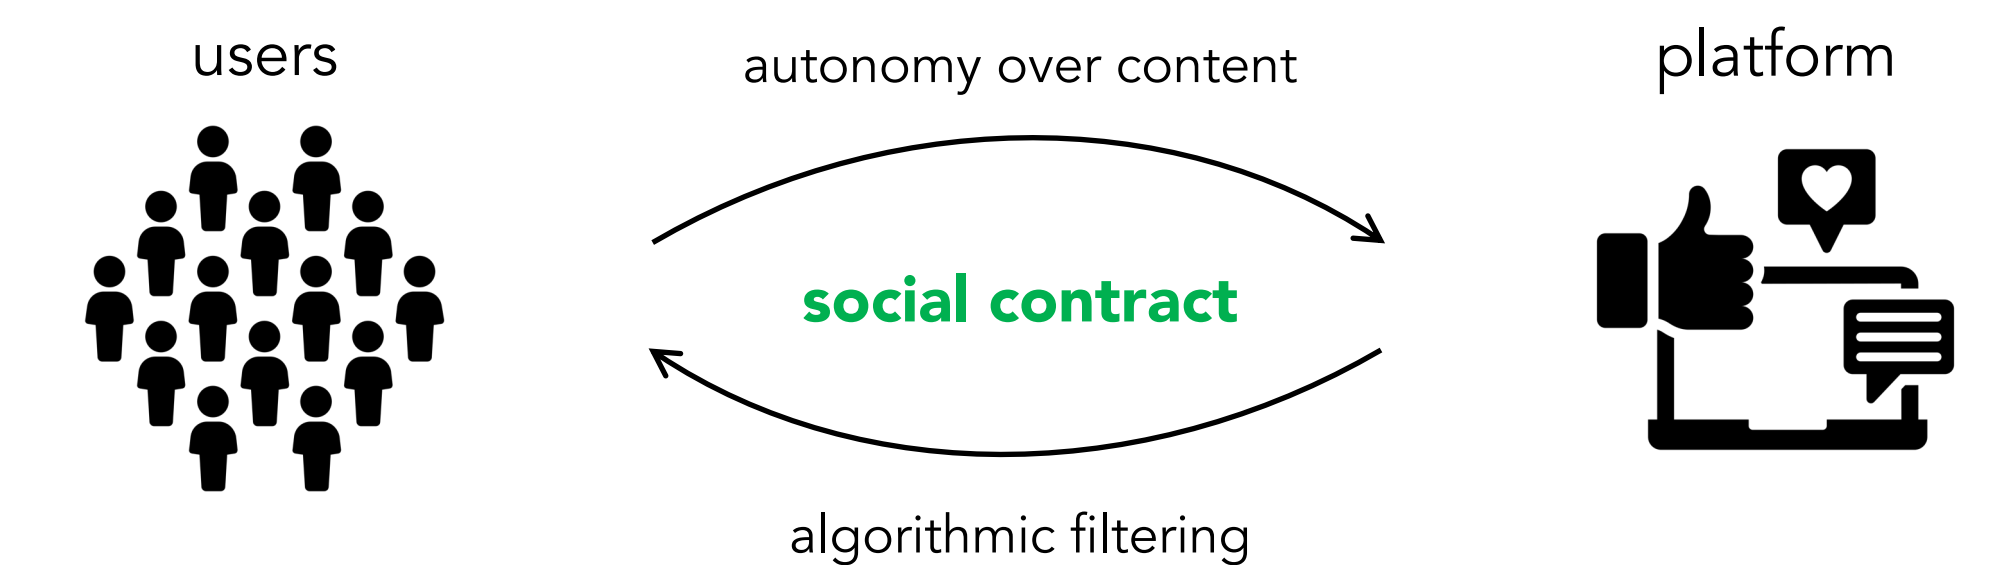 users
autonomy over content
platform
social contract
algorithmic filtering